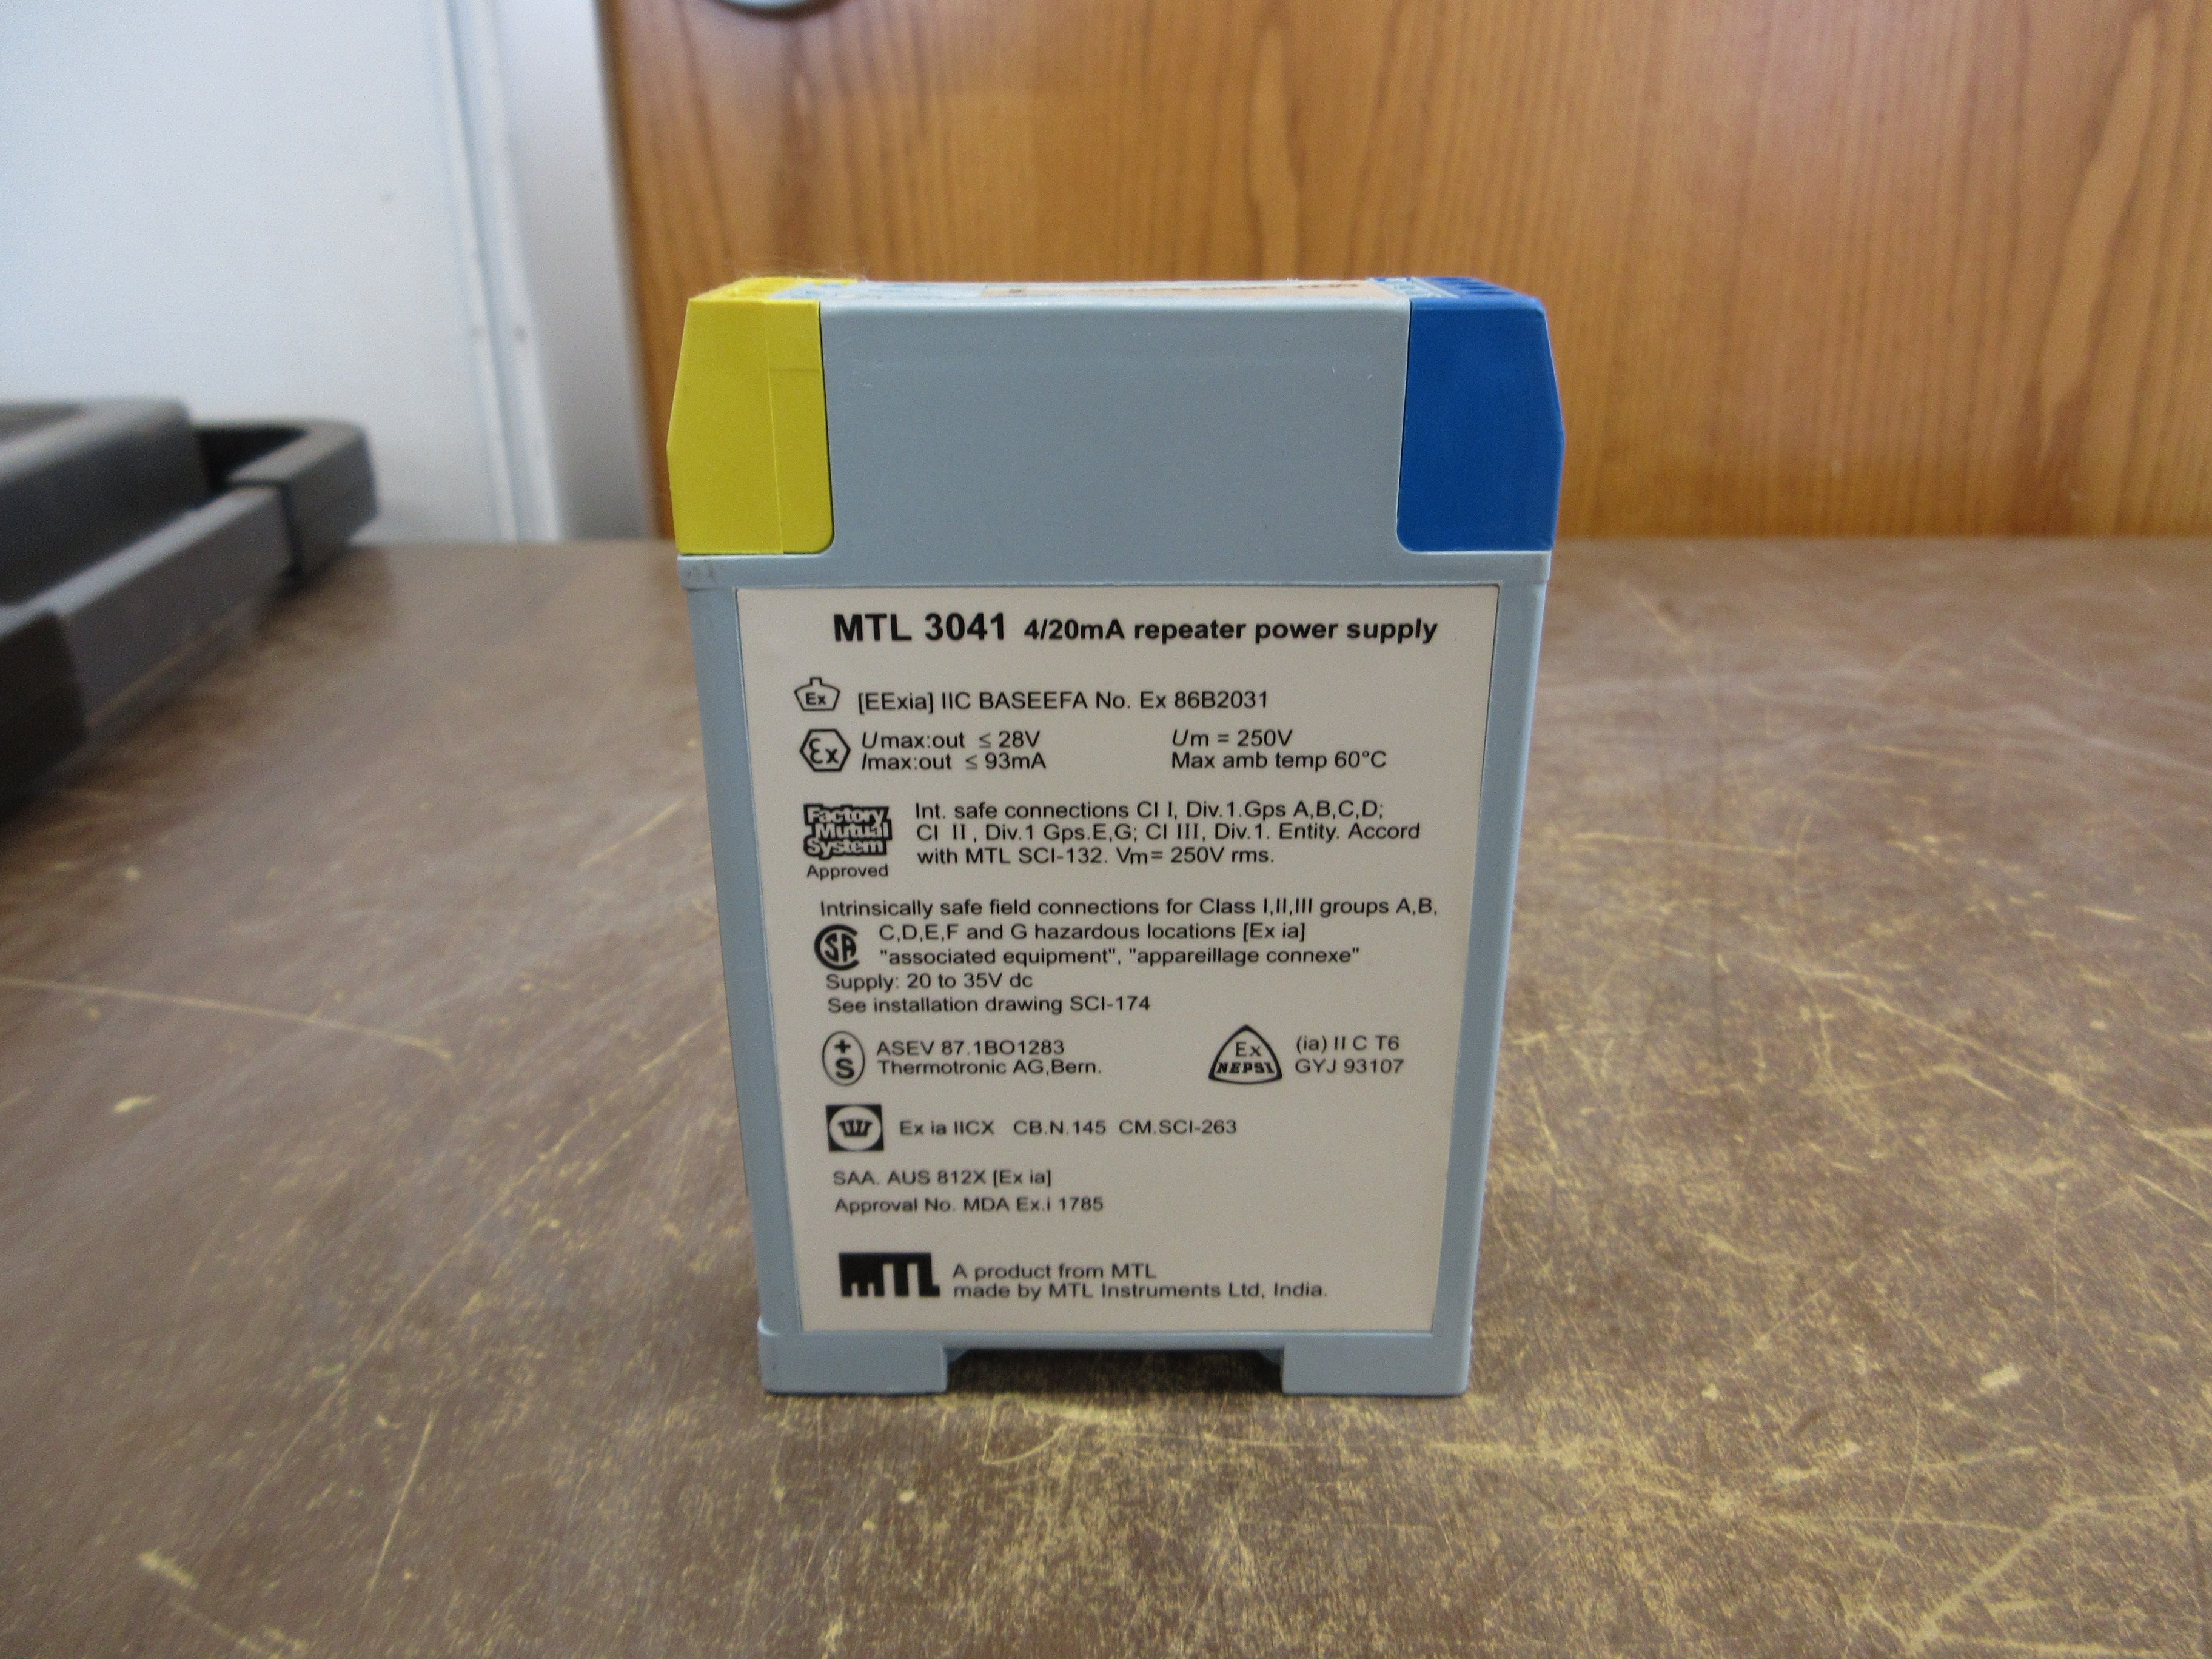 MTL 3041 4/20mA repeater power supply
Ex [EExia] IIC BASEEFA No. Ex 86B2031
Ex Umax:out ≤ 28V Um = 250V
Imax:out ≤ 93mA Max amb temp 60°C
Factory Mutual System Approved
Int. safe connections CI I, Div.1.Gps A,B,C,D;
CI II , Div.1 Gps.E,G; CI III, Div.1. Entity. Accord
with MTL SCI-132. Vm= 250V rms.
Intrinsically safe field connections for Class I,II,III groups A,B,
SA C,D,E,F and G hazardous locations [Ex ia]
"associated equipment", "appareillage connexe"
Supply: 20 to 35V dc
See installation drawing SCI-174
+S ASEV 87.1BO1283
Thermotronic AG,Bern.
Ex NEPSI (ia) II C T6
GYJ 93107
Ex ia IICX CB.N.145 CM.SCI-263
SAA. AUS 812X [Ex ia]
Approval No. MDA Ex.i 1785
MTL A product from MTL
made by MTL Instruments Ltd, India.